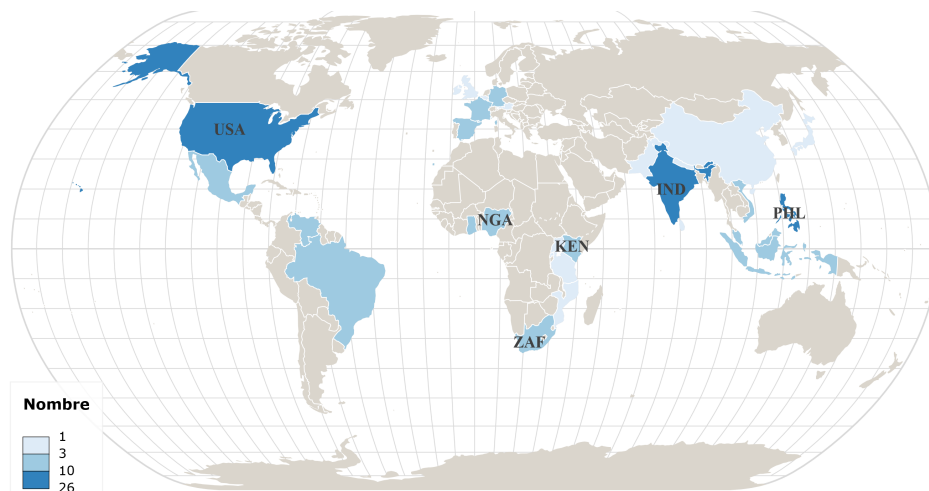 USA
IND
PHL
NGA
KEN
ZAF
Nombre
1
3
10
26